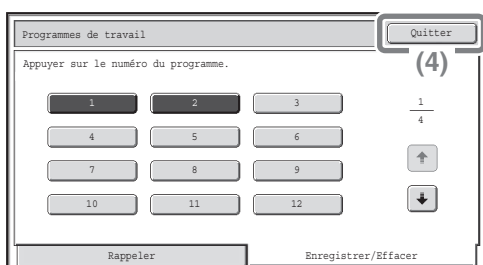 Programmes de travail
Quitter
(4)
Appuyer sur le numéro du programme.
1 2 3
4 5 6
7 8 9
10 11 12
1
4
Rappeler
Enregistrer/Effacer